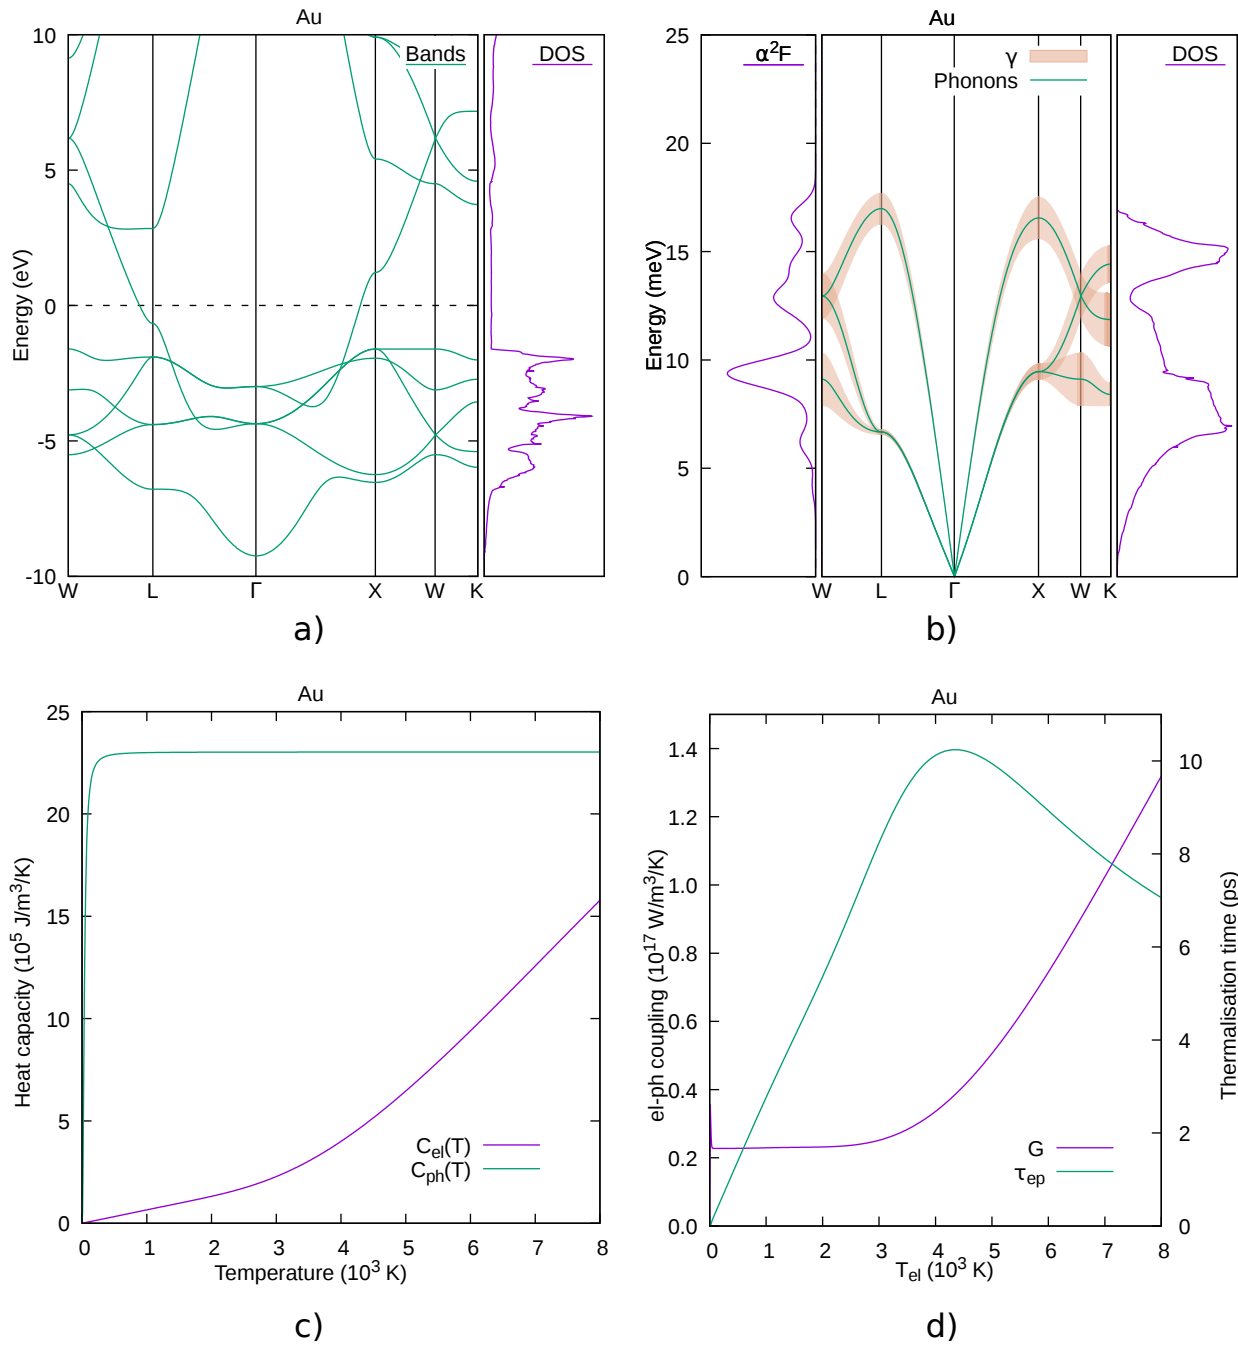 Au
Bands
DOS
Energy (eV)
10
5
0
-5
-10
W L Γ X W K
a)
Au
α²F
γ
Phonons
DOS
Energy (meV)
25
20
15
10
5
0
W L Γ X W K
b)
Au
Heat capacity (10⁵ J/m³/K)
25
20
15
10
5
0
C_el(T)
C_ph(T)
0 1 2 3 4 5 6 7 8
Temperature (10³ K)
c)
Au
el-ph coupling (10¹⁷ W/m³/K)
1.4
1.2
1.0
0.8
0.6
0.4
0.2
0.0
G
τ_ep
10
8
6
4
2
0
Thermalisation time (ps)
0 1 2 3 4 5 6 7 8
T_el (10³ K)
d)